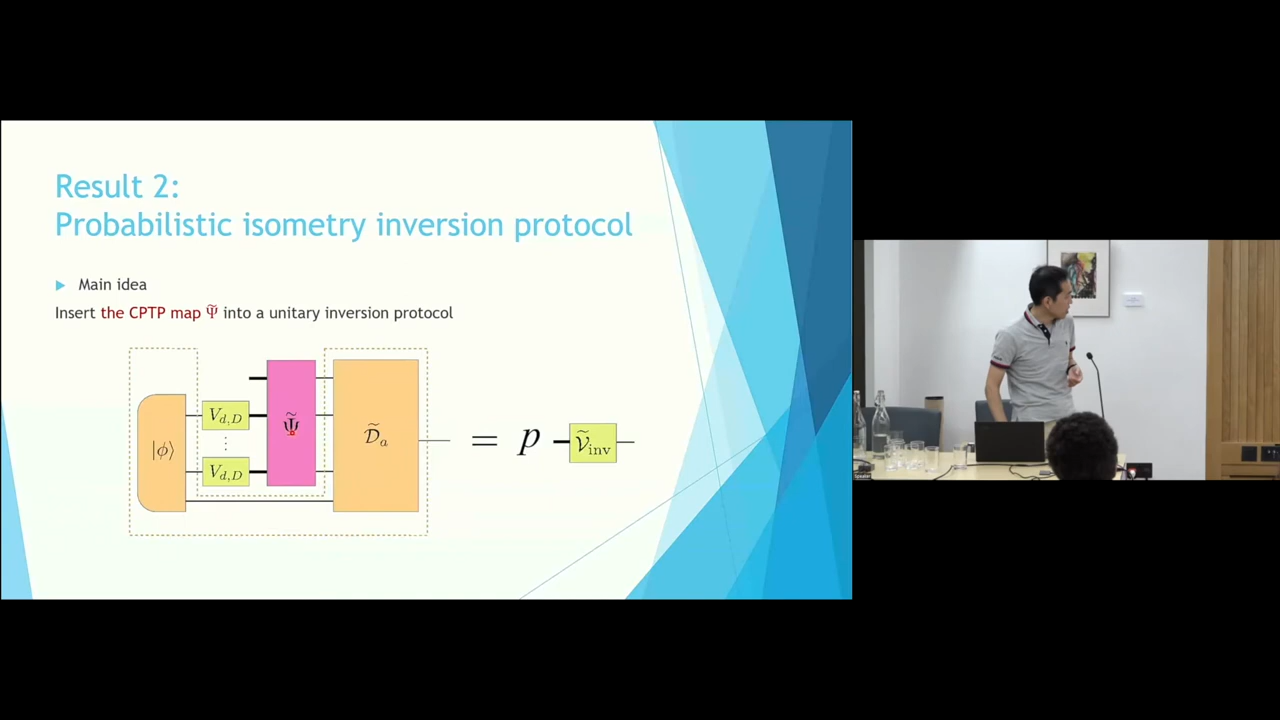 Result 2:
Probabilistic isometry inversion protocol
Main idea
Insert the CPTP map Ψ̃ into a unitary inversion protocol
|ϕ⟩
V_{d,D}
⋮
V_{d,D}
Ψ̃
𝒟̃_a
= p 𝒱̃_inv
Speaker